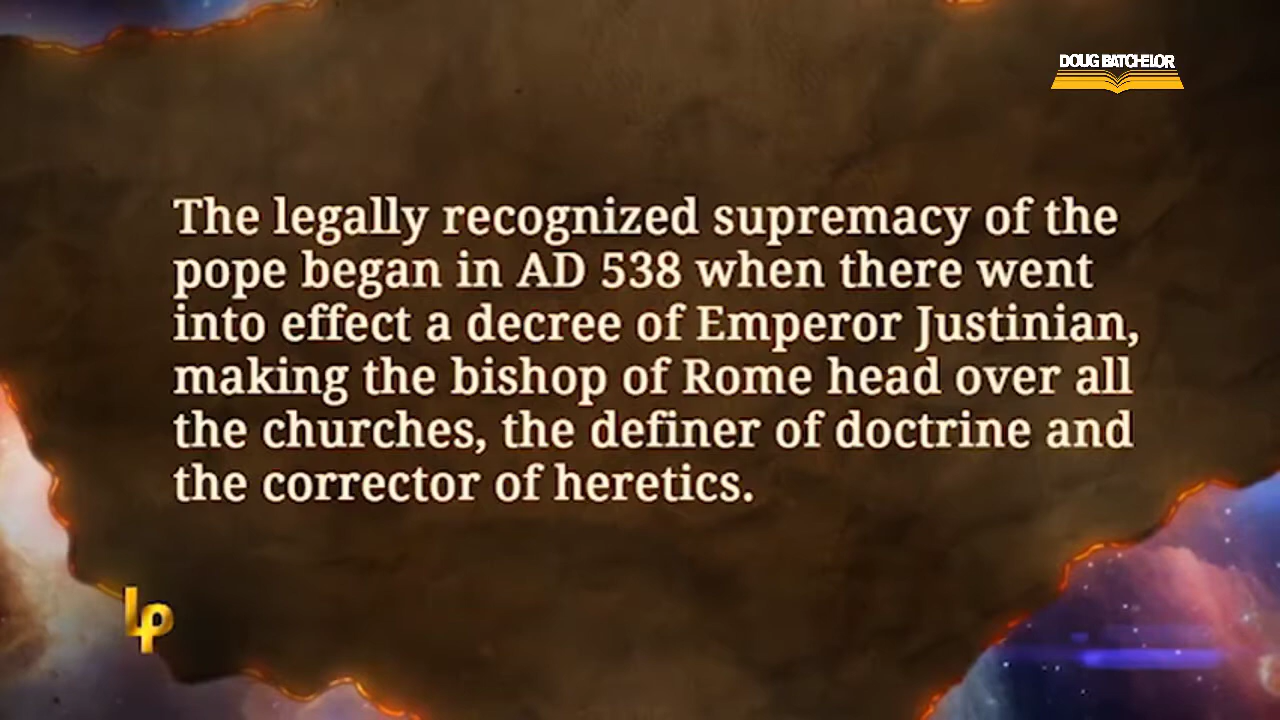 DOUG BATCHELOR
The legally recognized supremacy of the
pope began in AD 538 when there went
into effect a decree of Emperor Justinian,
making the bishop of Rome head over all
the churches, the definer of doctrine and
the corrector of heretics.
Lp